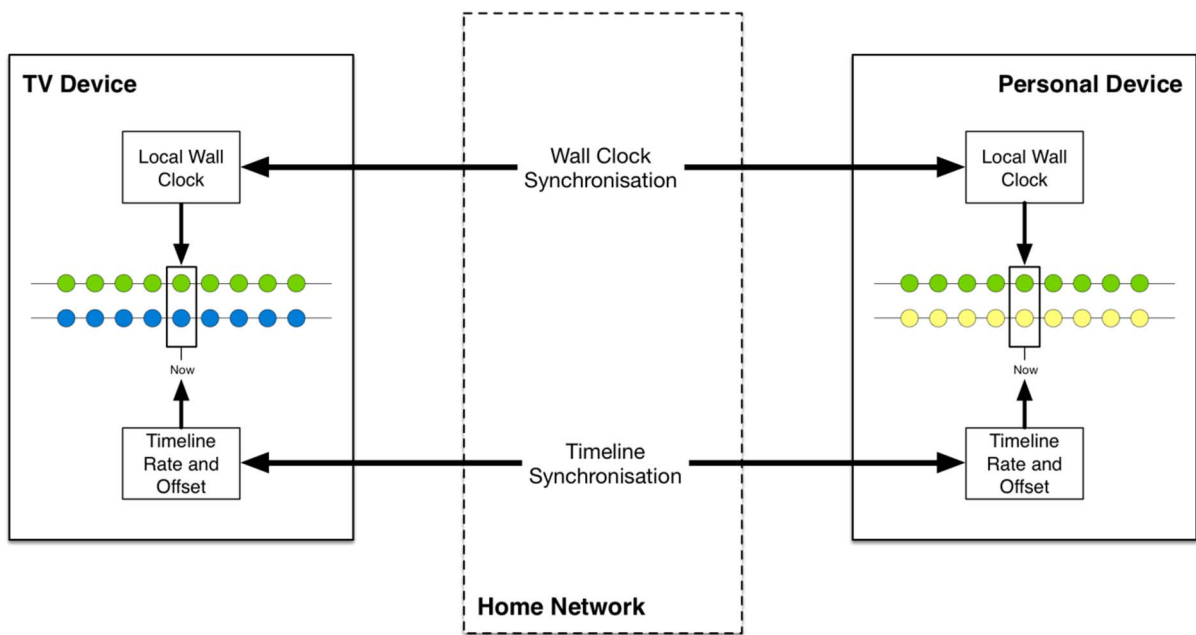 TV Device
Local Wall
Clock
Now
Timeline
Rate and
Offset
Wall Clock
Synchronisation
Timeline
Synchronisation
Home Network
Personal Device
Local Wall
Clock
Now
Timeline
Rate and
Offset